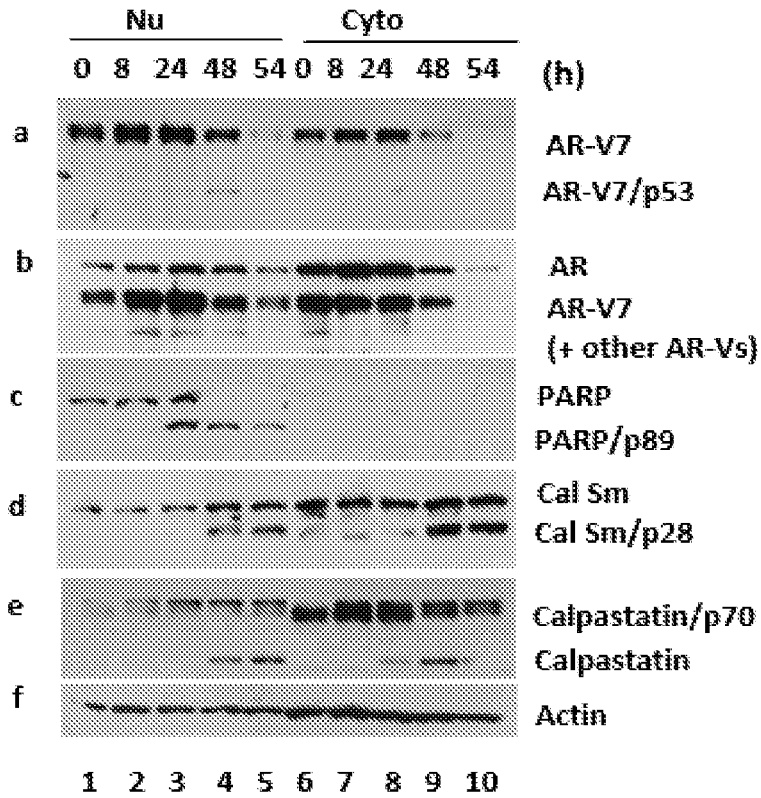 Nu Cyto
0 8 24 48 54 0 8 24 48 54 (h)
a AR-V7
AR-V7/p53
b AR
AR-V7
(+ other AR-Vs)
c PARP
PARP/p89
d Cal Sm
Cal Sm/p28
e Calpastatin/p70
Calpastatin
f Actin
1 2 3 4 5 6 7 8 9 10